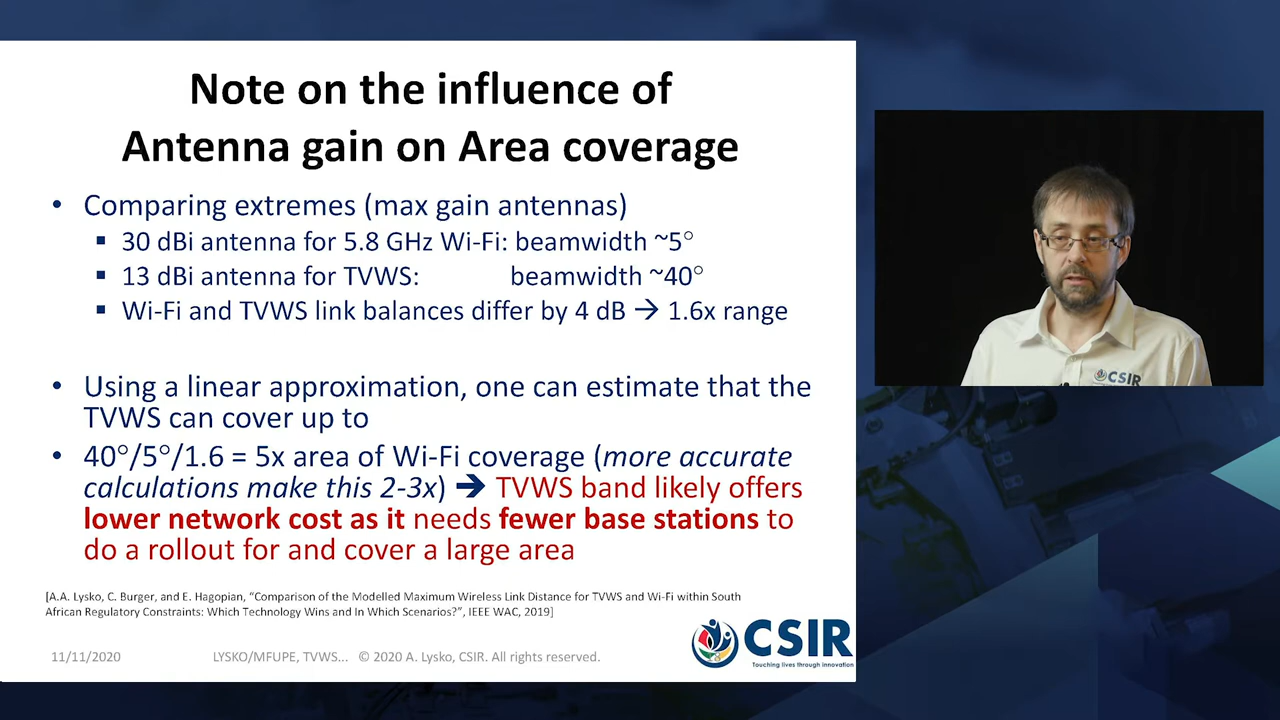 Note on the influence of
Antenna gain on Area coverage
• Comparing extremes (max gain antennas)
▪ 30 dBi antenna for 5.8 GHz Wi-Fi: beamwidth ~5°
▪ 13 dBi antenna for TVWS: beamwidth ~40°
▪ Wi-Fi and TVWS link balances differ by 4 dB → 1.6x range
• Using a linear approximation, one can estimate that the
TVWS can cover up to
• 40°/5°/1.6 = 5x area of Wi-Fi coverage (more accurate
calculations make this 2-3x) ➔ TVWS band likely offers
lower network cost as it needs fewer base stations to
do a rollout for and cover a large area
[A.A. Lysko, C. Burger, and E. Hagopian, “Comparison of the Modelled Maximum Wireless Link Distance for TVWS and Wi-Fi within South
African Regulatory Constraints: Which Technology Wins and In Which Scenarios?”, IEEE WAC, 2019]
11/11/2020 LYSKO/MFUPE, TVWS... © 2020 A. Lysko, CSIR. All rights reserved.
CSIR
Touching lives through innovation
CSIR